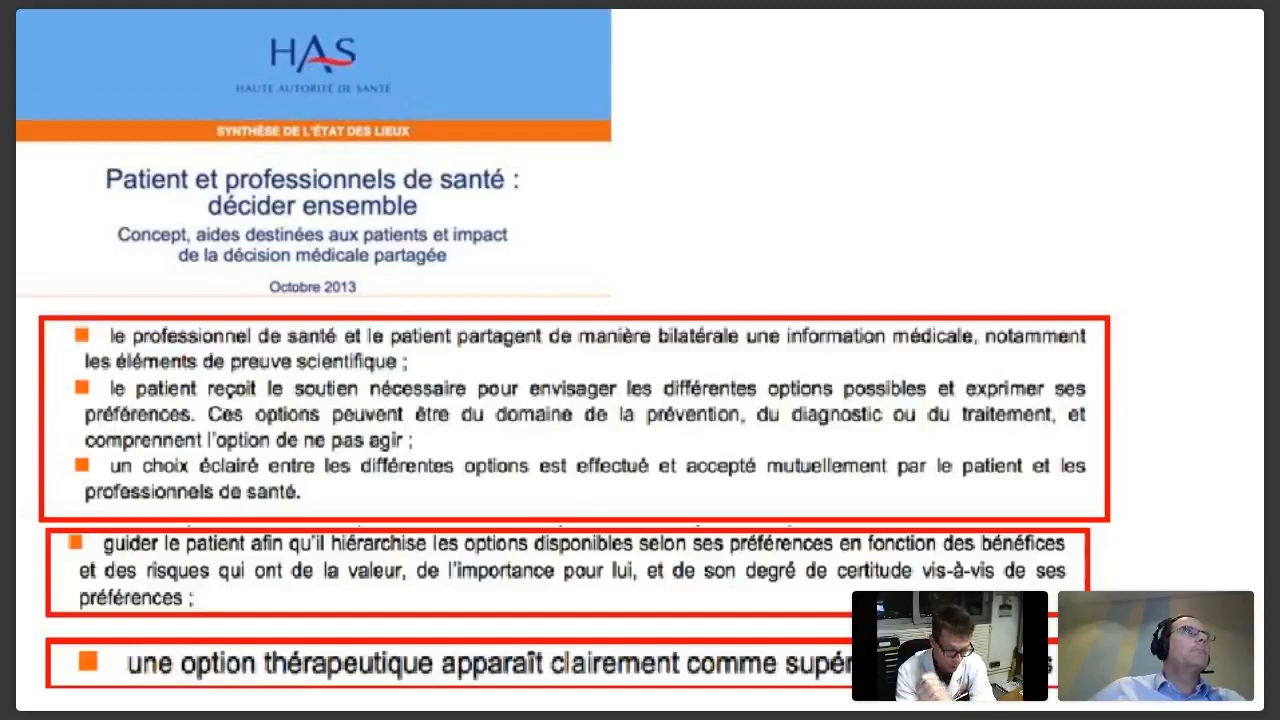 HAS
HAUTE AUTORITÉ DE SANTÉ
SYNTHÈSE DE L'ÉTAT DES LIEUX
Patient et professionnels de santé :
décider ensemble
Concept, aides destinées aux patients et impact
de la décision médicale partagée
Octobre 2013
le professionnel de santé et le patient partagent de manière bilatérale une information médicale, notamment
les éléments de preuve scientifique ;
le patient reçoit le soutien nécessaire pour envisager les différentes options possibles et exprimer ses
préférences. Ces options peuvent être du domaine de la prévention, du diagnostic ou du traitement, et
comprennent l'option de ne pas agir ;
un choix éclairé entre les différentes options est effectué et accepté mutuellement par le patient et les
professionnels de santé.
guider le patient afin qu'il hiérarchise les options disponibles selon ses préférences en fonction des bénéfices
et des risques qui ont de la valeur, de l'importance pour lui, et de son degré de certitude vis-à-vis de ses
préférences ;
une option thérapeutique apparaît clairement comme